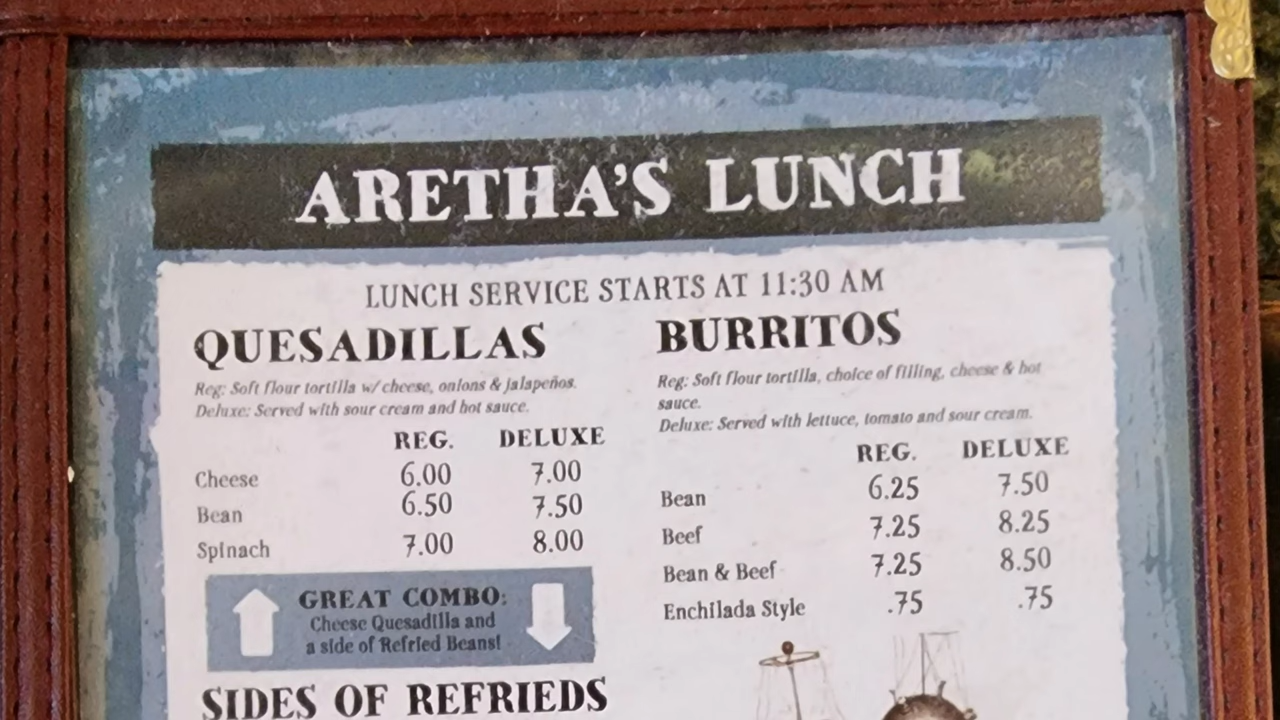 ARETHA'S LUNCH
LUNCH SERVICE STARTS AT 11:30 AM
QUESADILLAS
Reg: Soft flour tortilla w/ cheese, onions & jalapeños.
Deluxe: Served with sour cream and hot sauce.
REG. DELUXE
Cheese 6.00 7.00
Bean 6.50 7.50
Spinach 7.00 8.00
GREAT COMBO:
Cheese Quesadilla and
a side of Refried Beans!
SIDES OF REFRIEDS
BURRITOS
Reg: Soft flour tortilla, choice of filling, cheese & hot
sauce.
Deluxe: Served with lettuce, tomato and sour cream.
REG. DELUXE
Bean 6.25 7.50
Beef 7.25 8.25
Bean & Beef 7.25 8.50
Enchilada Style .75 .75